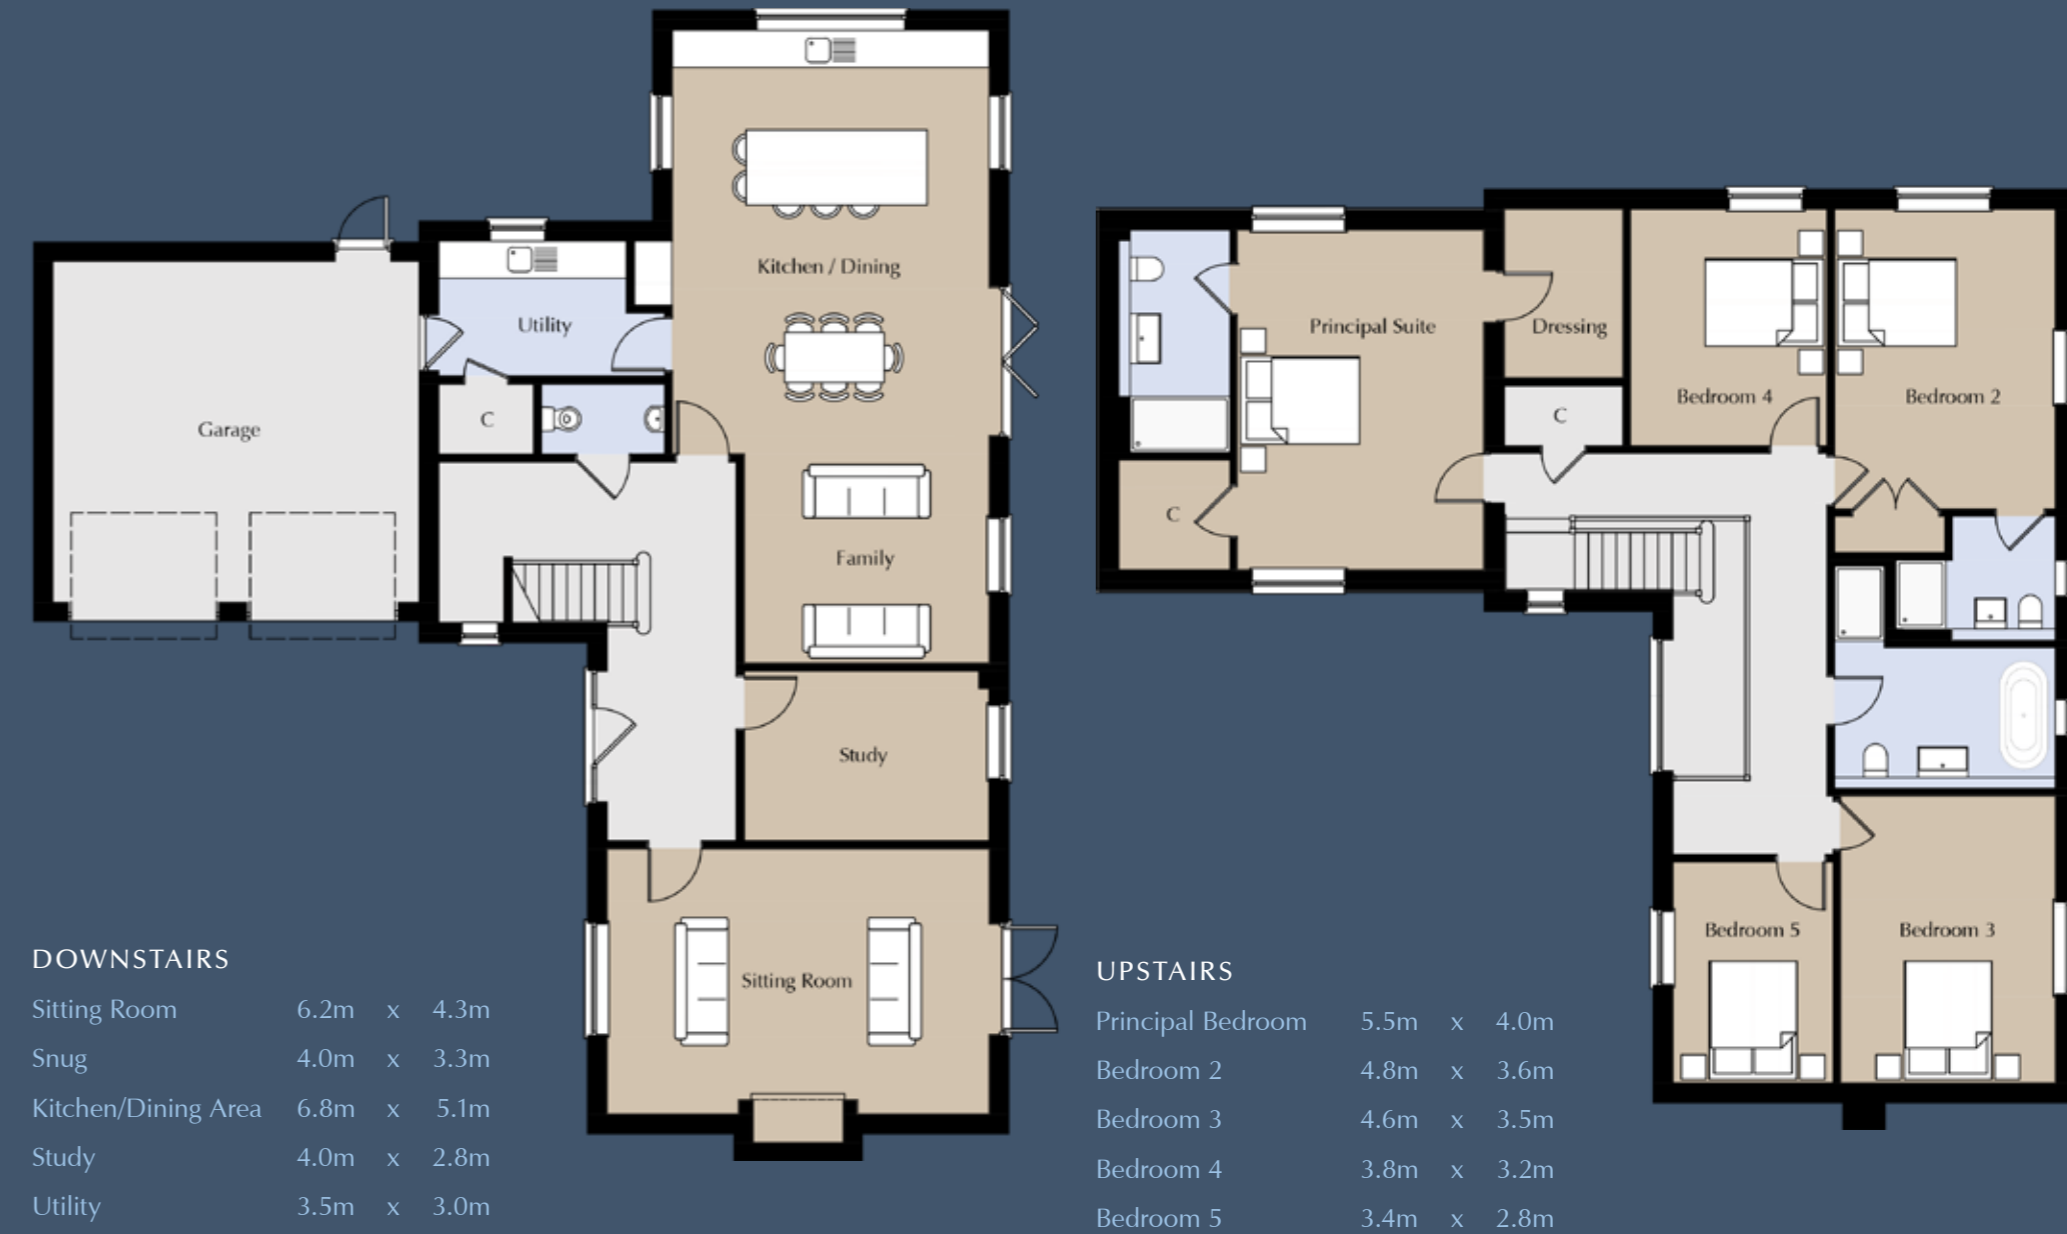 Kitchen / Dining
Utility
C
Garage
Family
Study
Sitting Room
Principal Suite
Dressing
Bedroom 4
Bedroom 2
C
C
Bedroom 5
Bedroom 3
DOWNSTAIRS
Sitting Room 6.2m x 4.3m
Snug 4.0m x 3.3m
Kitchen/Dining Area 6.8m x 5.1m
Study 4.0m x 2.8m
Utility 3.5m x 3.0m
UPSTAIRS
Principal Bedroom 5.5m x 4.0m
Bedroom 2 4.8m x 3.6m
Bedroom 3 4.6m x 3.5m
Bedroom 4 3.8m x 3.2m
Bedroom 5 3.4m x 2.8m